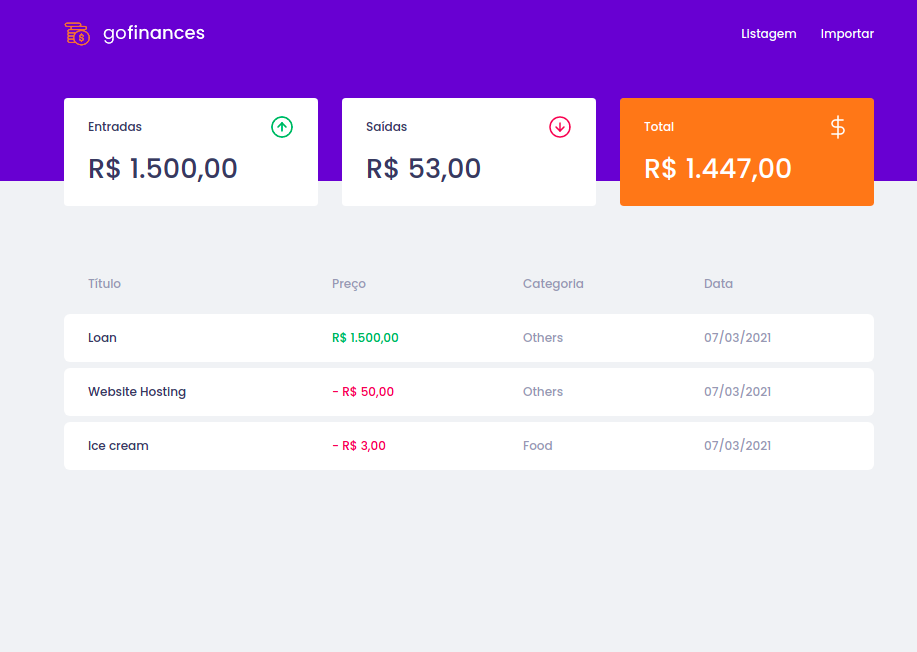 gofinances Listagem Importar
Entradas
R$ 1.500,00
Saídas
R$ 53,00
Total
$
R$ 1.447,00
Título Preço Categoria Data
Loan R$ 1.500,00 Others 07/03/2021
Website Hosting - R$ 50,00 Others 07/03/2021
Ice cream - R$ 3,00 Food 07/03/2021